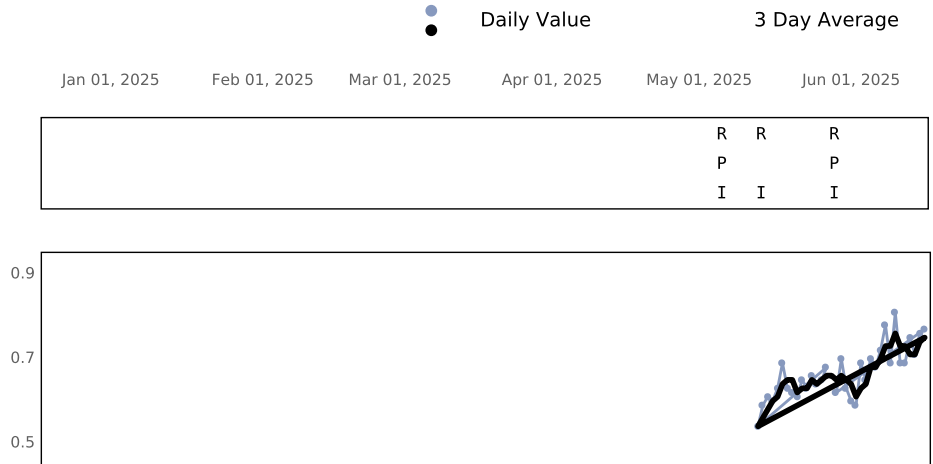 Daily Value 3 Day Average
Jan 01, 2025 Feb 01, 2025 Mar 01, 2025 Apr 01, 2025 May 01, 2025 Jun 01, 2025
R R R
P P
I I I
0.9
0.7
0.5